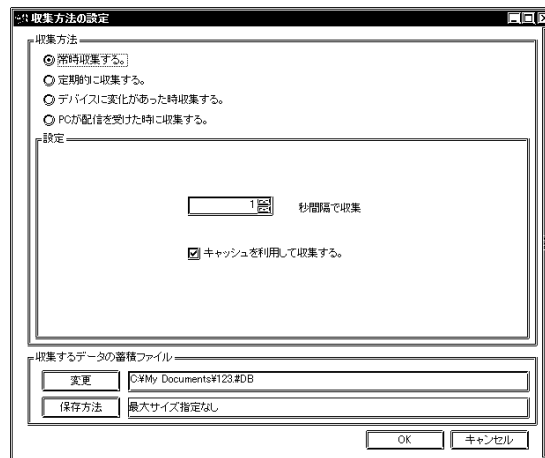 収集方法の設定
収集方法
常時収集する。
定期的に収集する。
デバイスに変化があった時収集する。
PCが配信を受けた時に収集する。
設定
1 秒間隔で収集
キャッシュを利用して収集する。
収集するデータの蓄積ファイル
変更 C:¥My Documents¥123.#DB
保存方法 最大サイズ指定なし
OK キャンセル